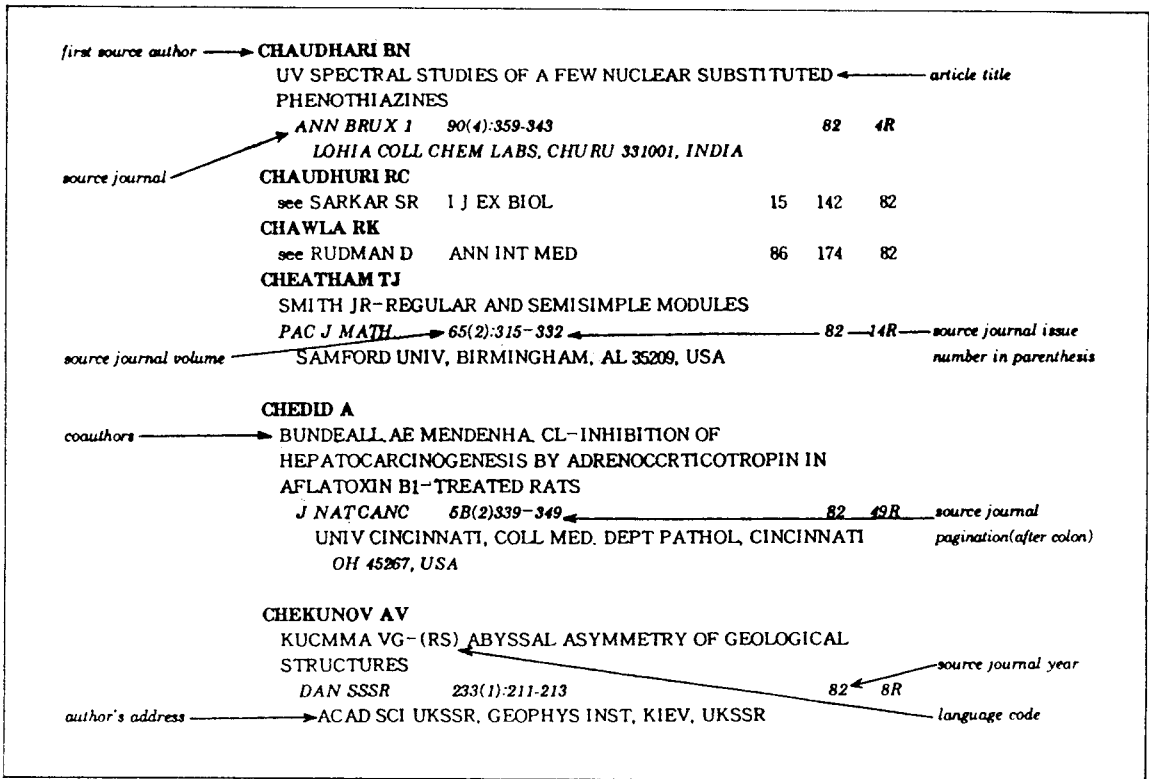 first source author CHAUDHARI BN
UV SPECTRAL STUDIES OF A FEW NUCLEAR SUBSTITUTED article title
PHENOTHIAZINES
ANN BRUX 1 90(4):359-343 82 4R
LOHIA COLL CHEM LABS, CHURU 331001, INDIA
source journal CHAUDHURI RC
see SARKAR SR I J EX BIOL 15 142 82
CHAWLA RK
see RUDMAN D ANN INT MED 86 174 82
CHEATHAM TJ
SMITH JR-REGULAR AND SEMISIMPLE MODULES
PAC J MATH. 65(2):315-332 82 14R source journal issue
source journal volume SAMFORD UNIV, BIRMINGHAM, AL 35209, USA number in parenthesis
CHEDID A
coauthors BUNDEALL, AE MENDENHA, CL-INHIBITION OF
HEPATOCARCINOGENESIS BY ADRENOCCRTICOTROPIN IN
AFLATOXIN B1-TREATED RATS
J NATCANC 5B(2)339-349 82 49R source journal
UNIV CINCINNATI, COLL MED. DEPT PATHOL, CINCINNATI pagination(after colon)
OH 45267, USA
CHEKUNOV AV
KUCMMA VG-(RS) ABYSSAL ASYMMETRY OF GEOLOGICAL
STRUCTURES source journal year
DAN SSSR 233(1):211-213 82 8R
author's address ACAD SCI UKSSR, GEOPHYS INST, KIEV, UKSSR language code